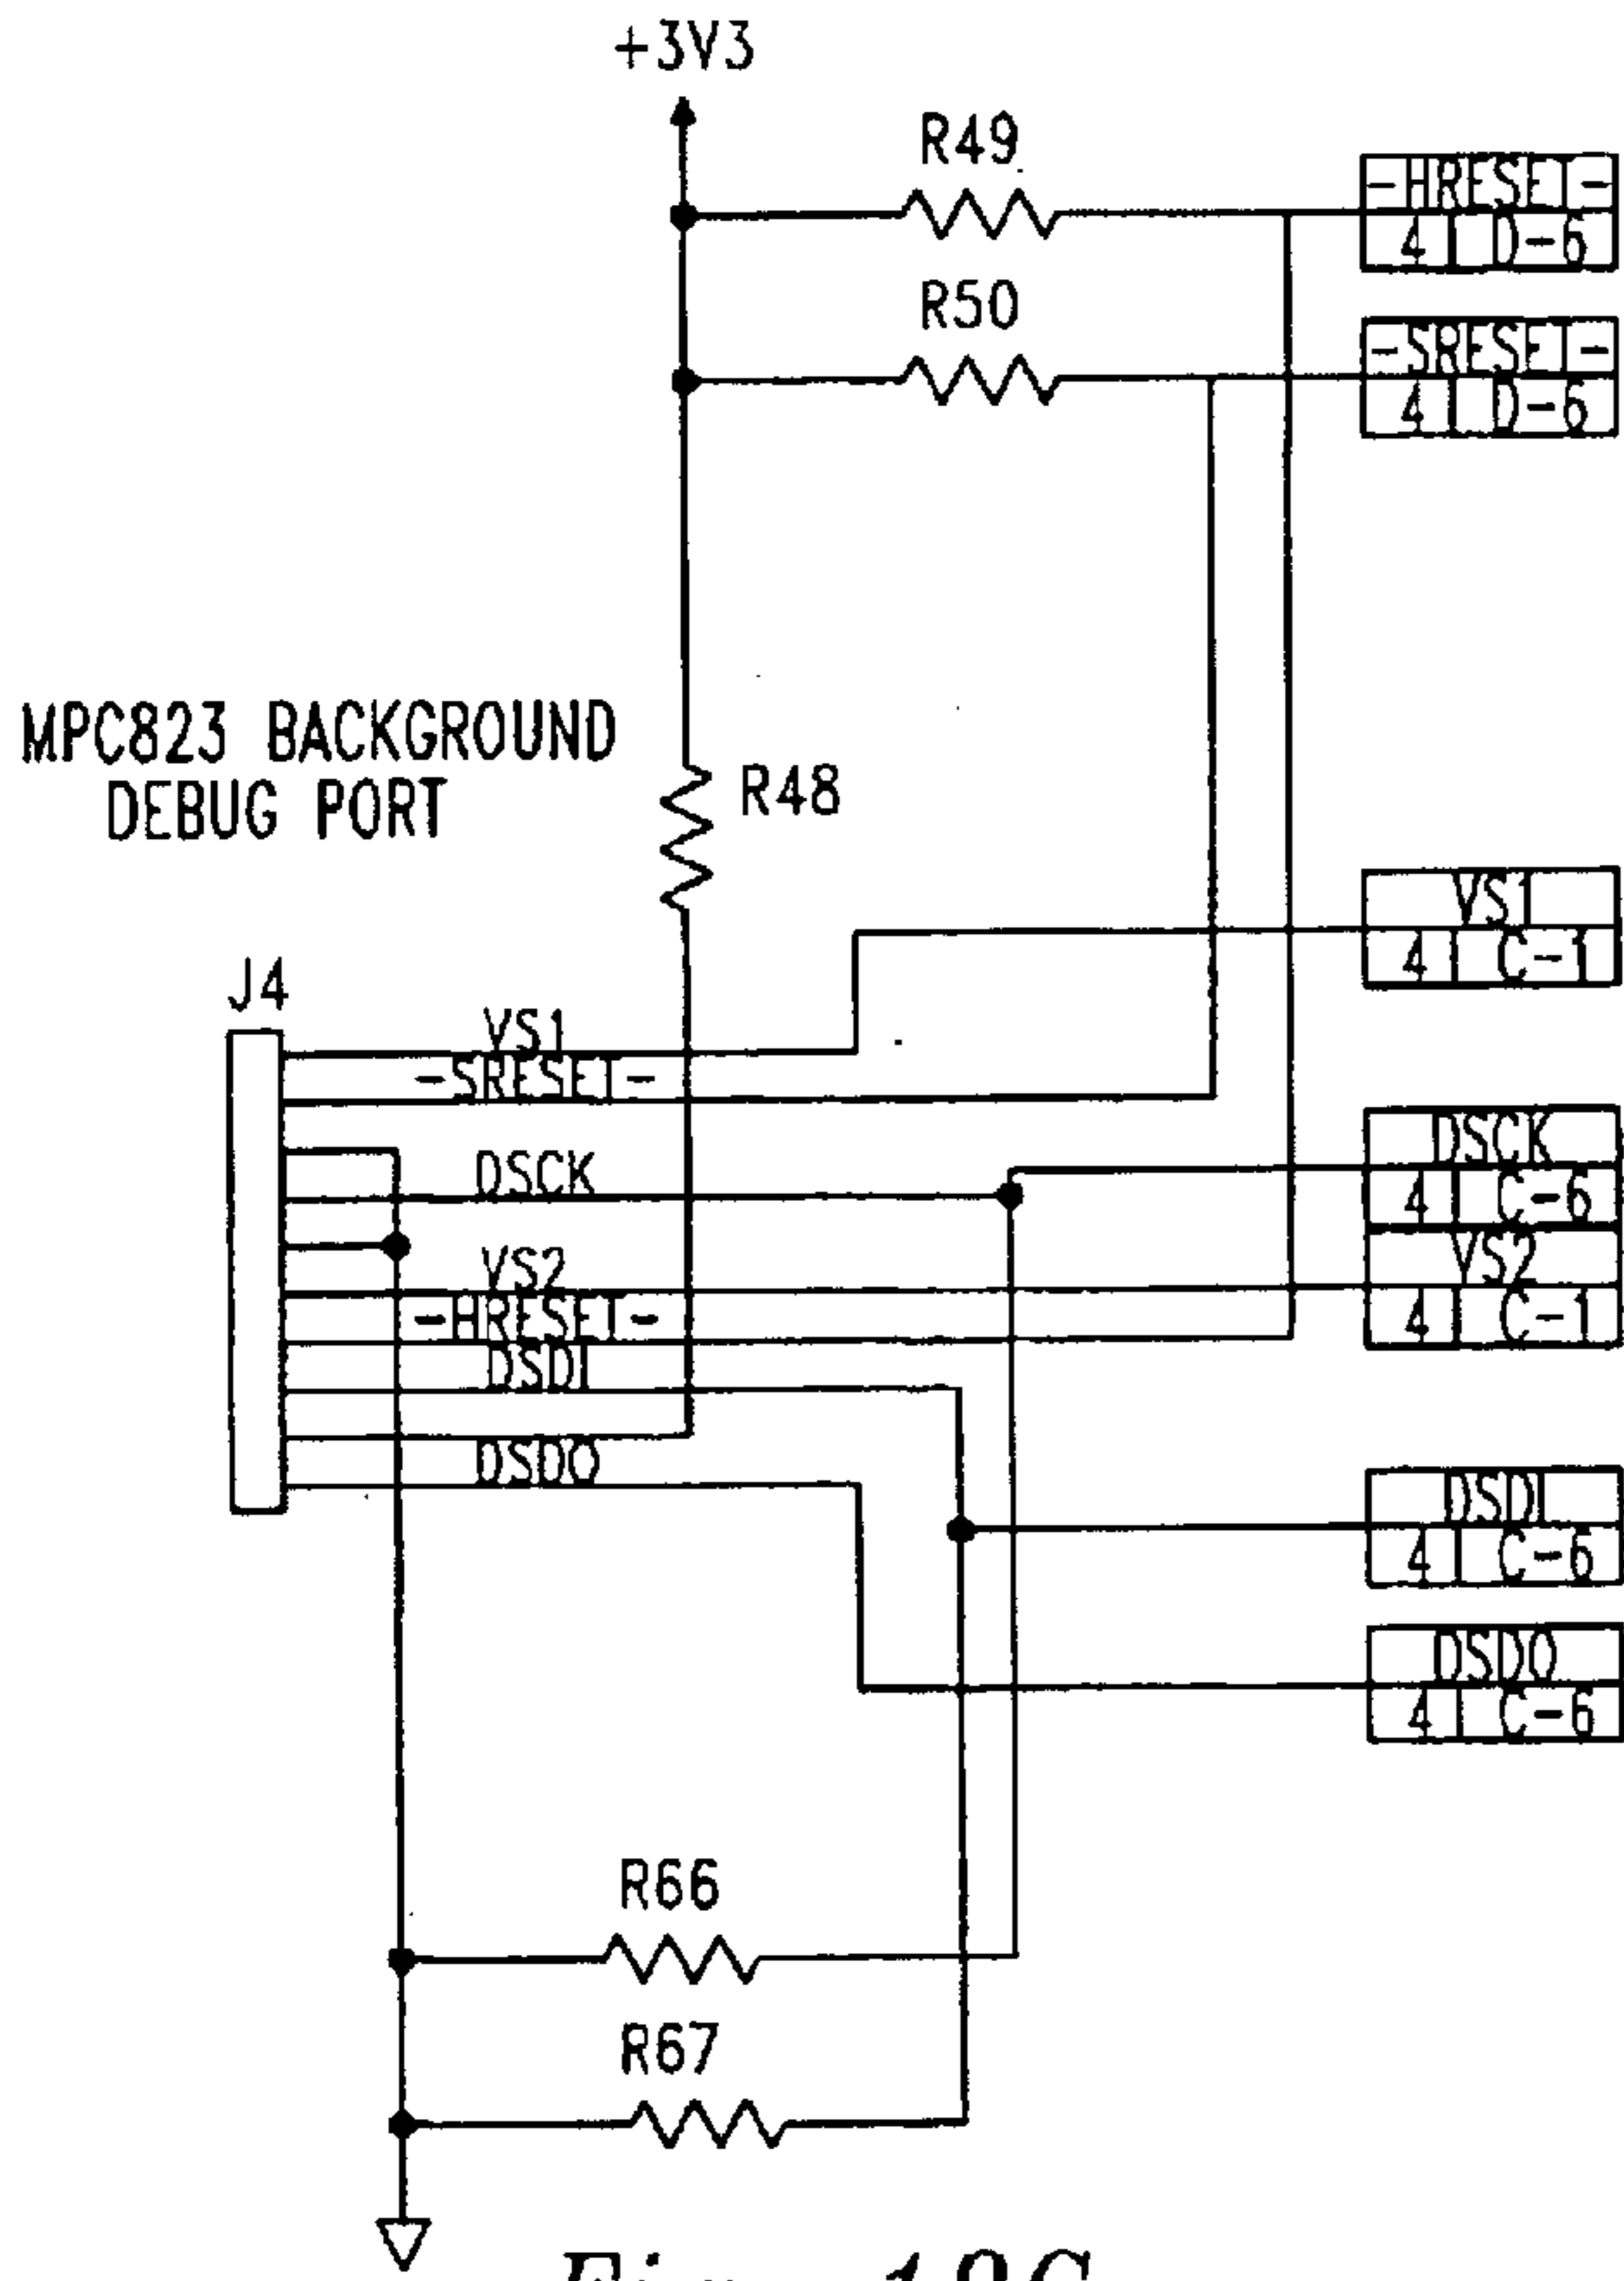 +3V3
R49
-HRESET-
4 D-6
R50
-SRESET-
4 D-6
MPC823 BACKGROUND
DEBUG PORT
R48
VS1
4 C-1
J4
VS1
-SRESET-
DSCK
4 C-6
DSCK
VS2
4 C-1
VS2
-HRESET-
DSDI
DSDO
DSDI
4 C-6
DSDO
4 C-6
R66
R67